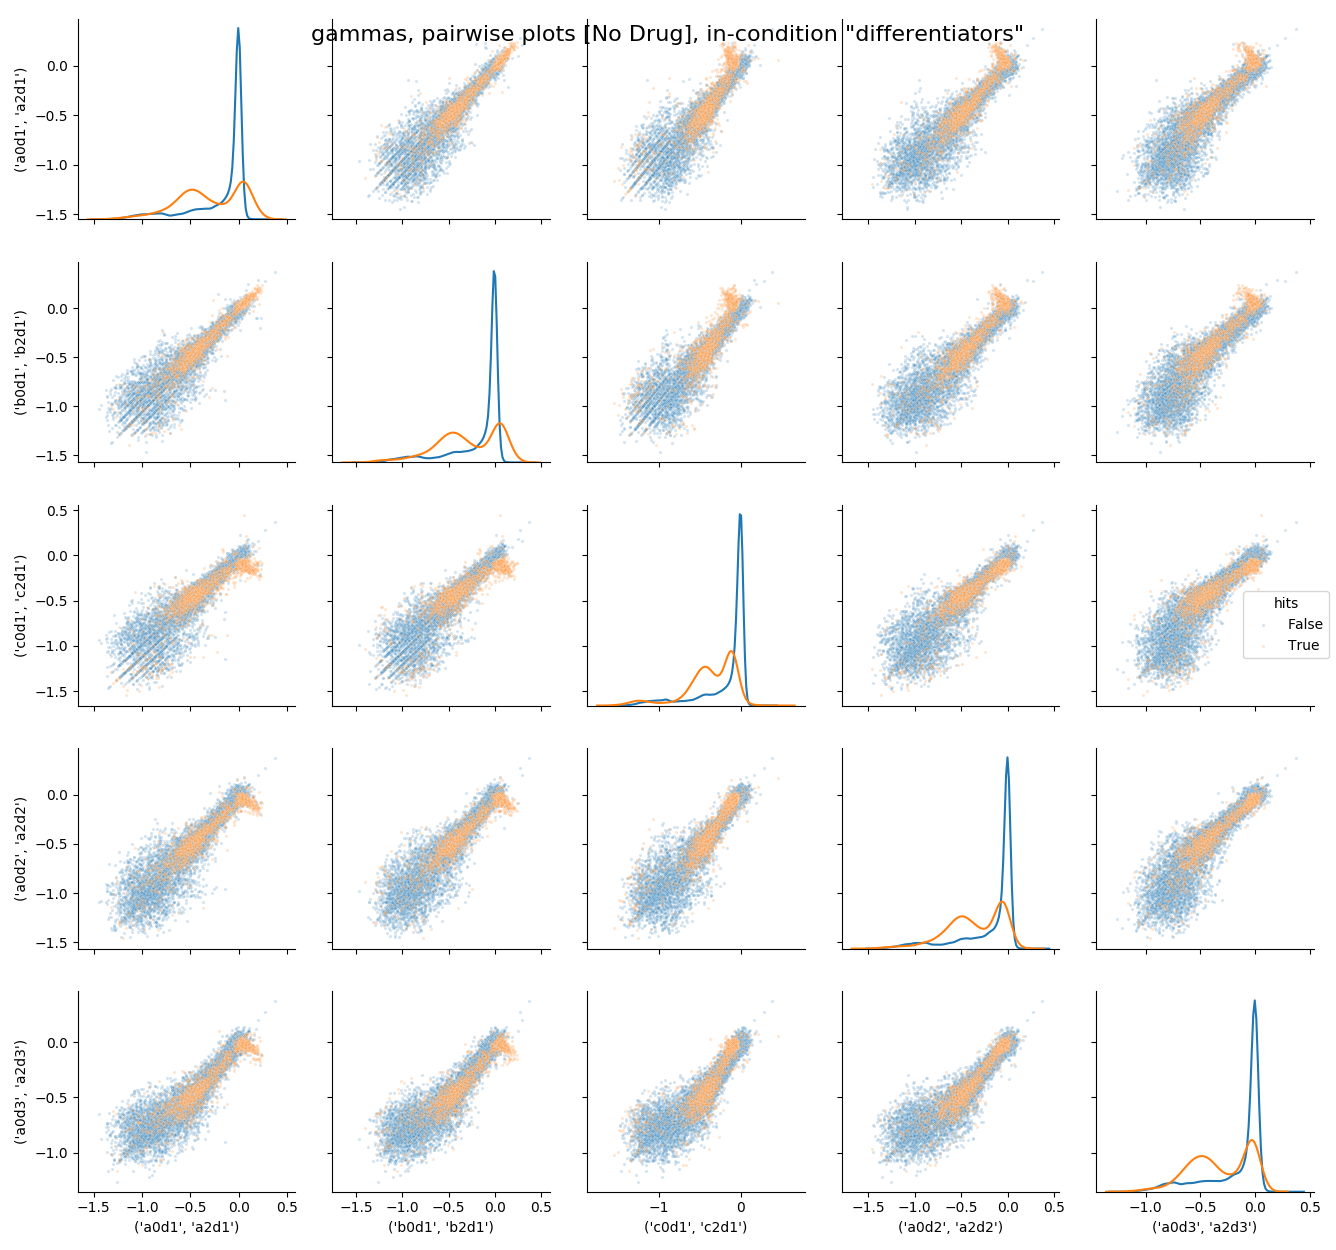 gammas, pairwise plots [No Drug], in-condition "differentiators"
('a0d1', 'a2d1')
0.0
−0.5
−1.0
−1.5
('b0d1', 'b2d1')
0.0
−0.5
−1.0
−1.5
('c0d1', 'c2d1')
0.5
0.0
−0.5
−1.0
−1.5
hits
False
True
('a0d2', 'a2d2')
0.0
−0.5
−1.0
−1.5
('a0d3', 'a2d3')
0.0
−0.5
−1.0
−1.5 −1.0 −0.5 0.0 0.5 −1.5 −1.0 −0.5 0.0 0.5 −1 0 −1.5 −1.0 −0.5 0.0 0.5 −1.0 −0.5 0.0 0.5
('a0d1', 'a2d1') ('b0d1', 'b2d1') ('c0d1', 'c2d1') ('a0d2', 'a2d2') ('a0d3', 'a2d3')